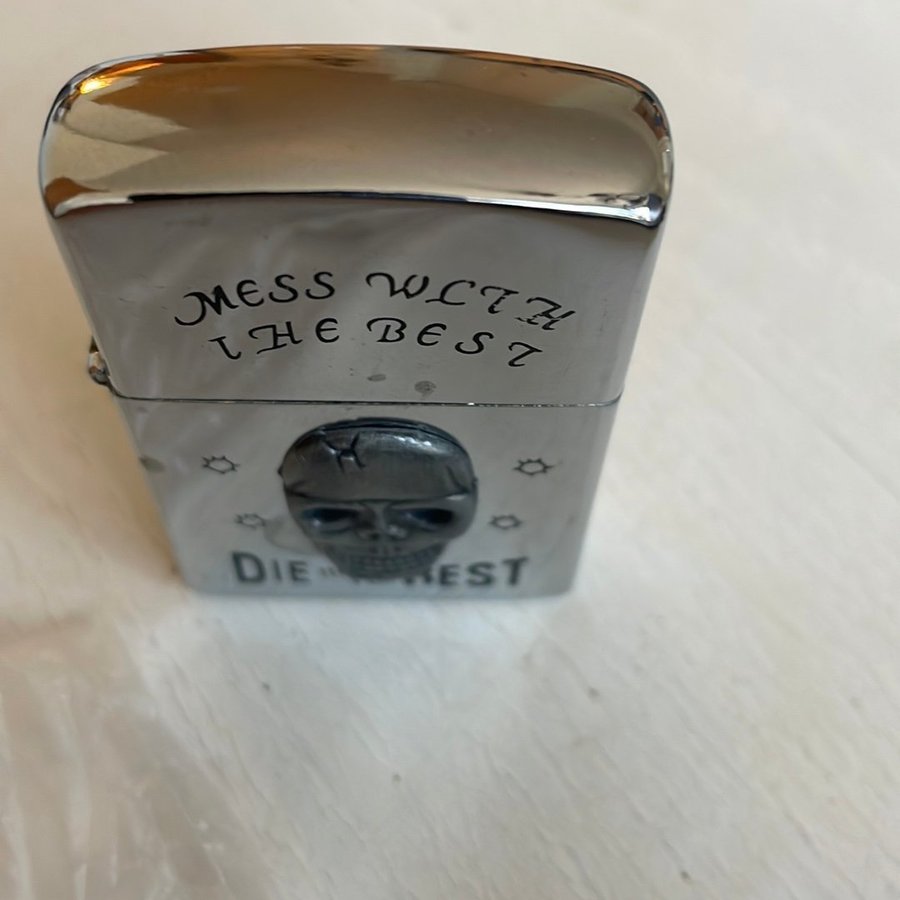 MESS WITH
THE BEST
DIE REST